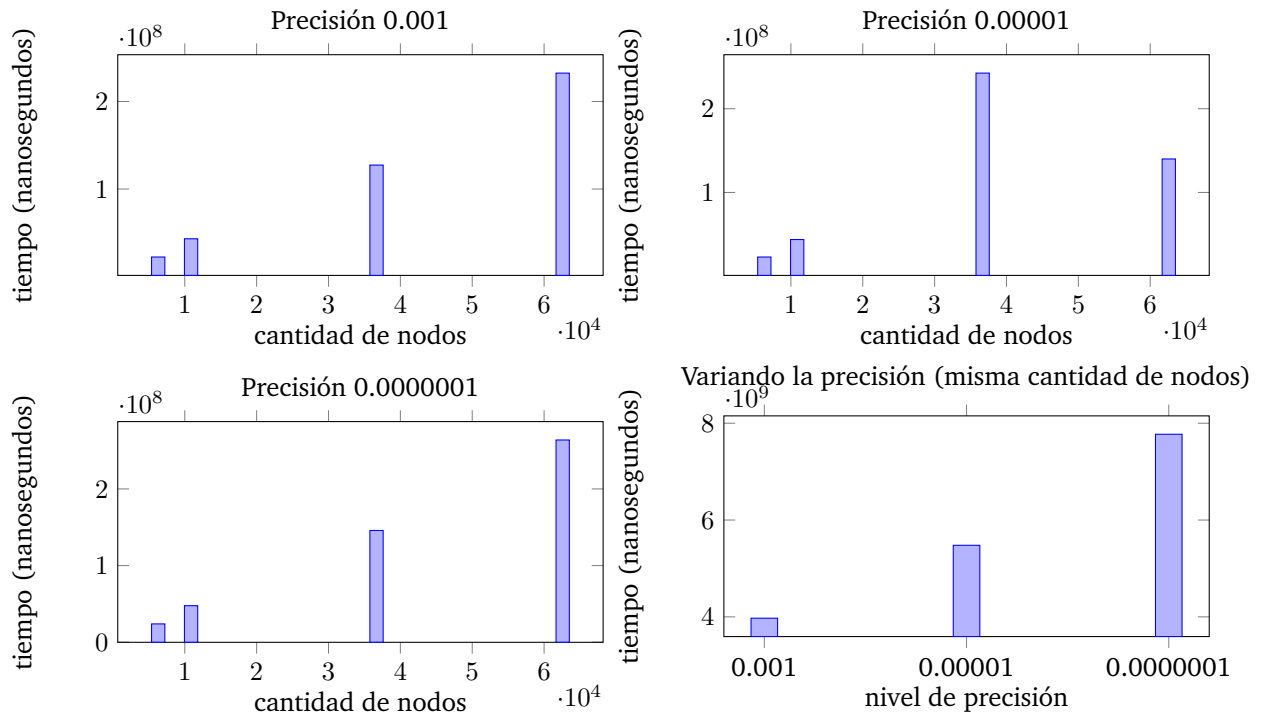 Precisión 0.001
·10^8
tiempo (nanosegundos)
2
1
1 2 3 4 5 6
·10^4
cantidad de nodos
Precisión 0.00001
·10^8
tiempo (nanosegundos)
2
1
1 2 3 4 5 6
·10^4
cantidad de nodos
Precisión 0.0000001
·10^8
tiempo (nanosegundos)
2
1
0
1 2 3 4 5 6
·10^4
cantidad de nodos
Variando la precisión (misma cantidad de nodos)
·10^9
tiempo (nanosegundos)
8
6
4
0.001 0.00001 0.0000001
nivel de precisión